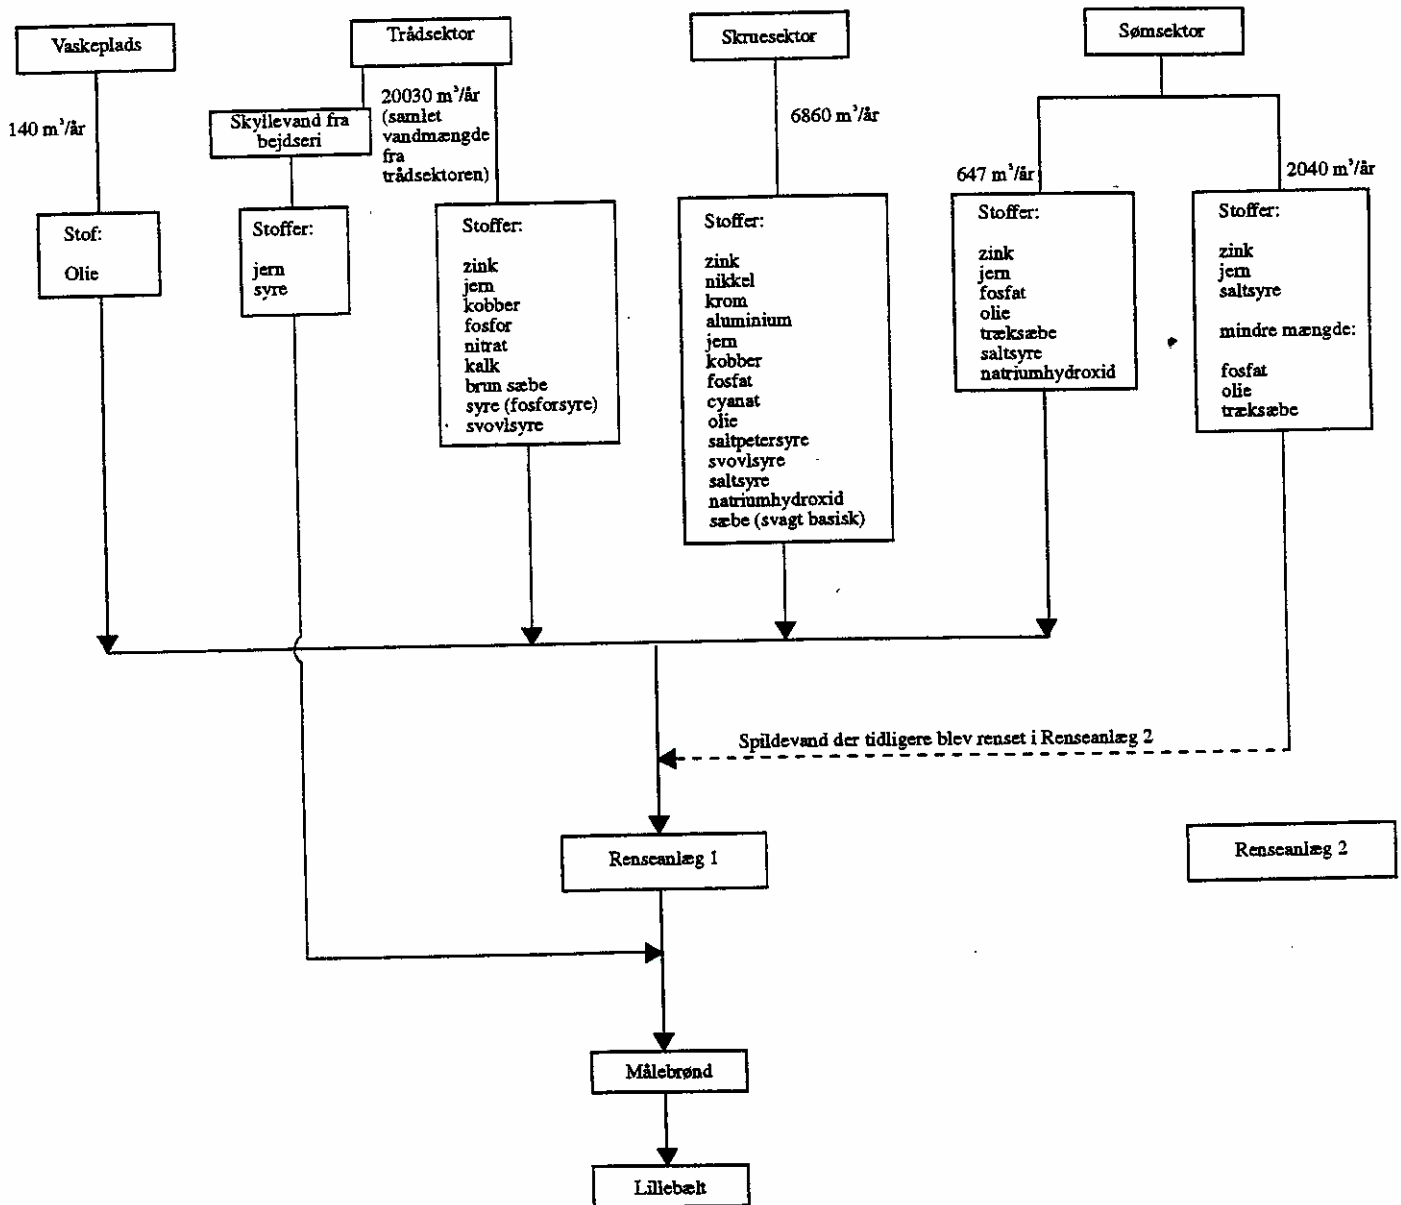 Vaskeplads
Trådsektor
Skruesektor
Sømsektor
140 m³/år
Skyllevand fra
bejdseri
20030 m³/år
(samlet
vandmængde
fra
trådsektoren)
6860 m³/år
647 m³/år
2040 m³/år
Stof:
Olie
Stoffer:
jern
syre
Stoffer:
zink
jern
kobber
fosfor
nitrat
kalk
brun sæbe
syre (fosforsyre)
svovlsyre
Stoffer:
zink
nikkel
krom
aluminium
jern
kobber
fosfat
cyanat
olie
saltpetersyre
svovlsyre
saltsyre
natriumhydroxid
sæbe (svagt basisk)
Stoffer:
zink
jern
fosfat
olie
træksæbe
saltsyre
natriumhydroxid
Stoffer:
zink
jern
saltsyre
mindre mængde:
fosfat
olie
træksæbe
Spildevand der tidligere blev renset i Renseanlæg 2
Renseanlæg 1
Renseanlæg 2
Målebrønd
Lillebælt